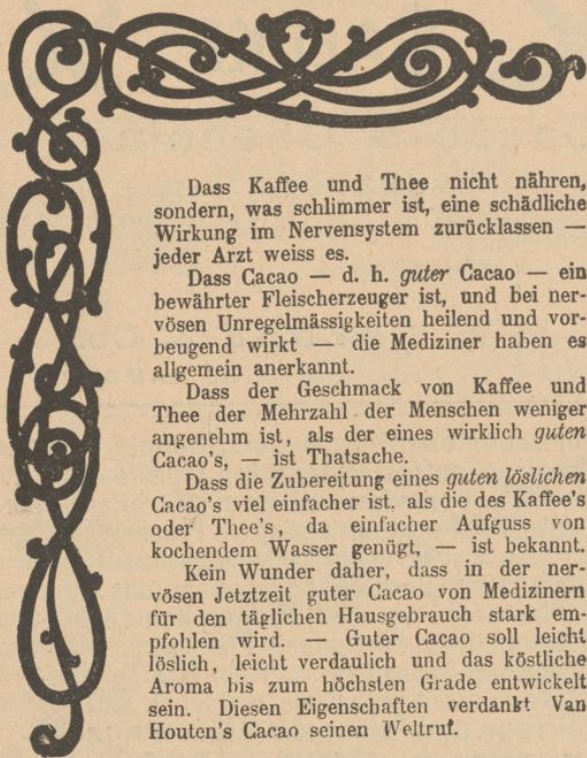 Dass Kaffee und Thee nicht nähren,
sondern, was schlimmer ist, eine schädliche
Wirkung im Nervensystem zurücklassen —
jeder Arzt weiss es.
Dass Cacao — d. h. guter Cacao — ein
bewährter Fleischerzeuger ist, und bei ner-
vösen Unregelmässigkeiten heilend und vor-
beugend wirkt — die Mediziner haben es
allgemein anerkannt.
Dass der Geschmack von Kaffee und
Thee der Mehrzahl der Menschen weniger
angenehm ist, als der eines wirklich guten
Cacao's, — ist Thatsache.
Dass die Zubereitung eines guten löslichen
Cacao's viel einfacher ist, als die des Kaffee's
oder Thee's, da einfacher Aufguss von
kochendem Wasser genügt, — ist bekannt.
Kein Wunder daher, dass in der ner-
vösen Jetztzeit guter Cacao von Medizinern
für den täglichen Hausgebrauch stark em-
pfohlen wird. — Guter Cacao soll leicht
löslich, leicht verdaulich und das köstliche
Aroma bis zum höchsten Grade entwickelt
sein. Diesen Eigenschaften verdankt Van
Houten's Cacao seinen Weltruf.